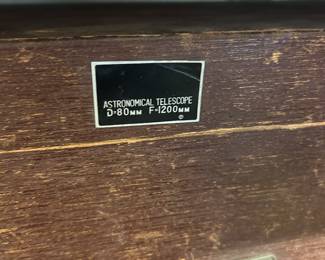 ASTRONOMICAL TELESCOPE
D=80MM F=1200MM